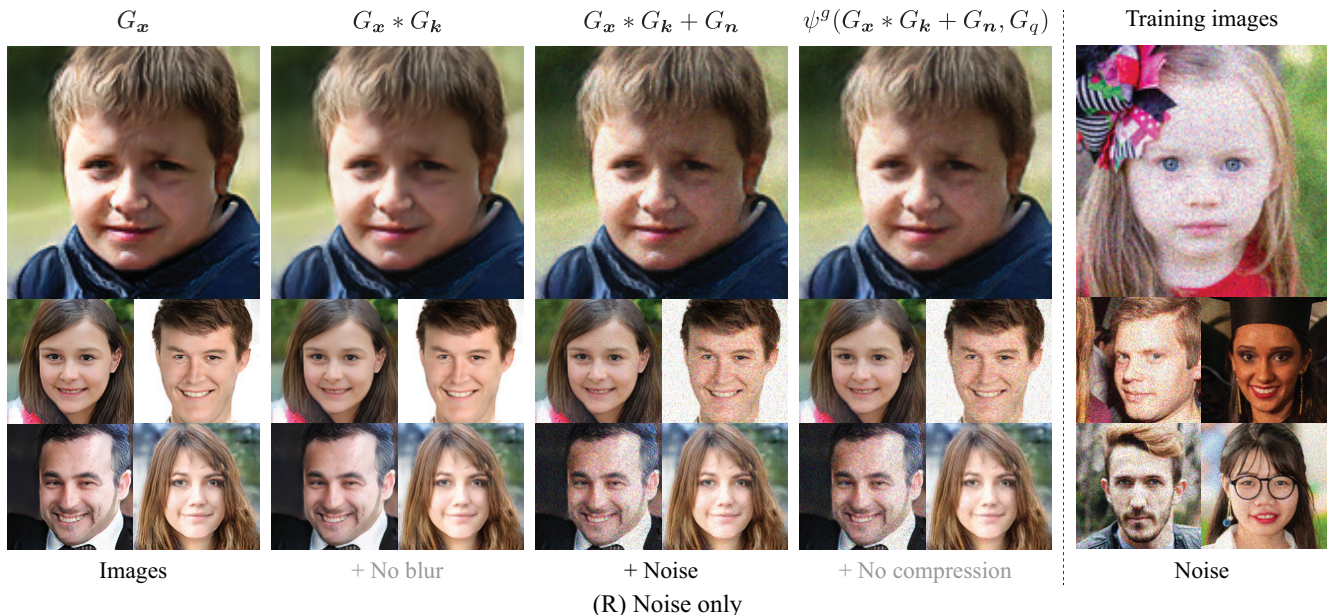 Gₓ
Gₓ * Gₖ
Gₓ * Gₖ + Gₙ
ψᵍ(Gₓ * Gₖ + Gₙ, G_q)
Training images
Images
+ No blur
+ Noise
+ No compression
Noise
(R) Noise only